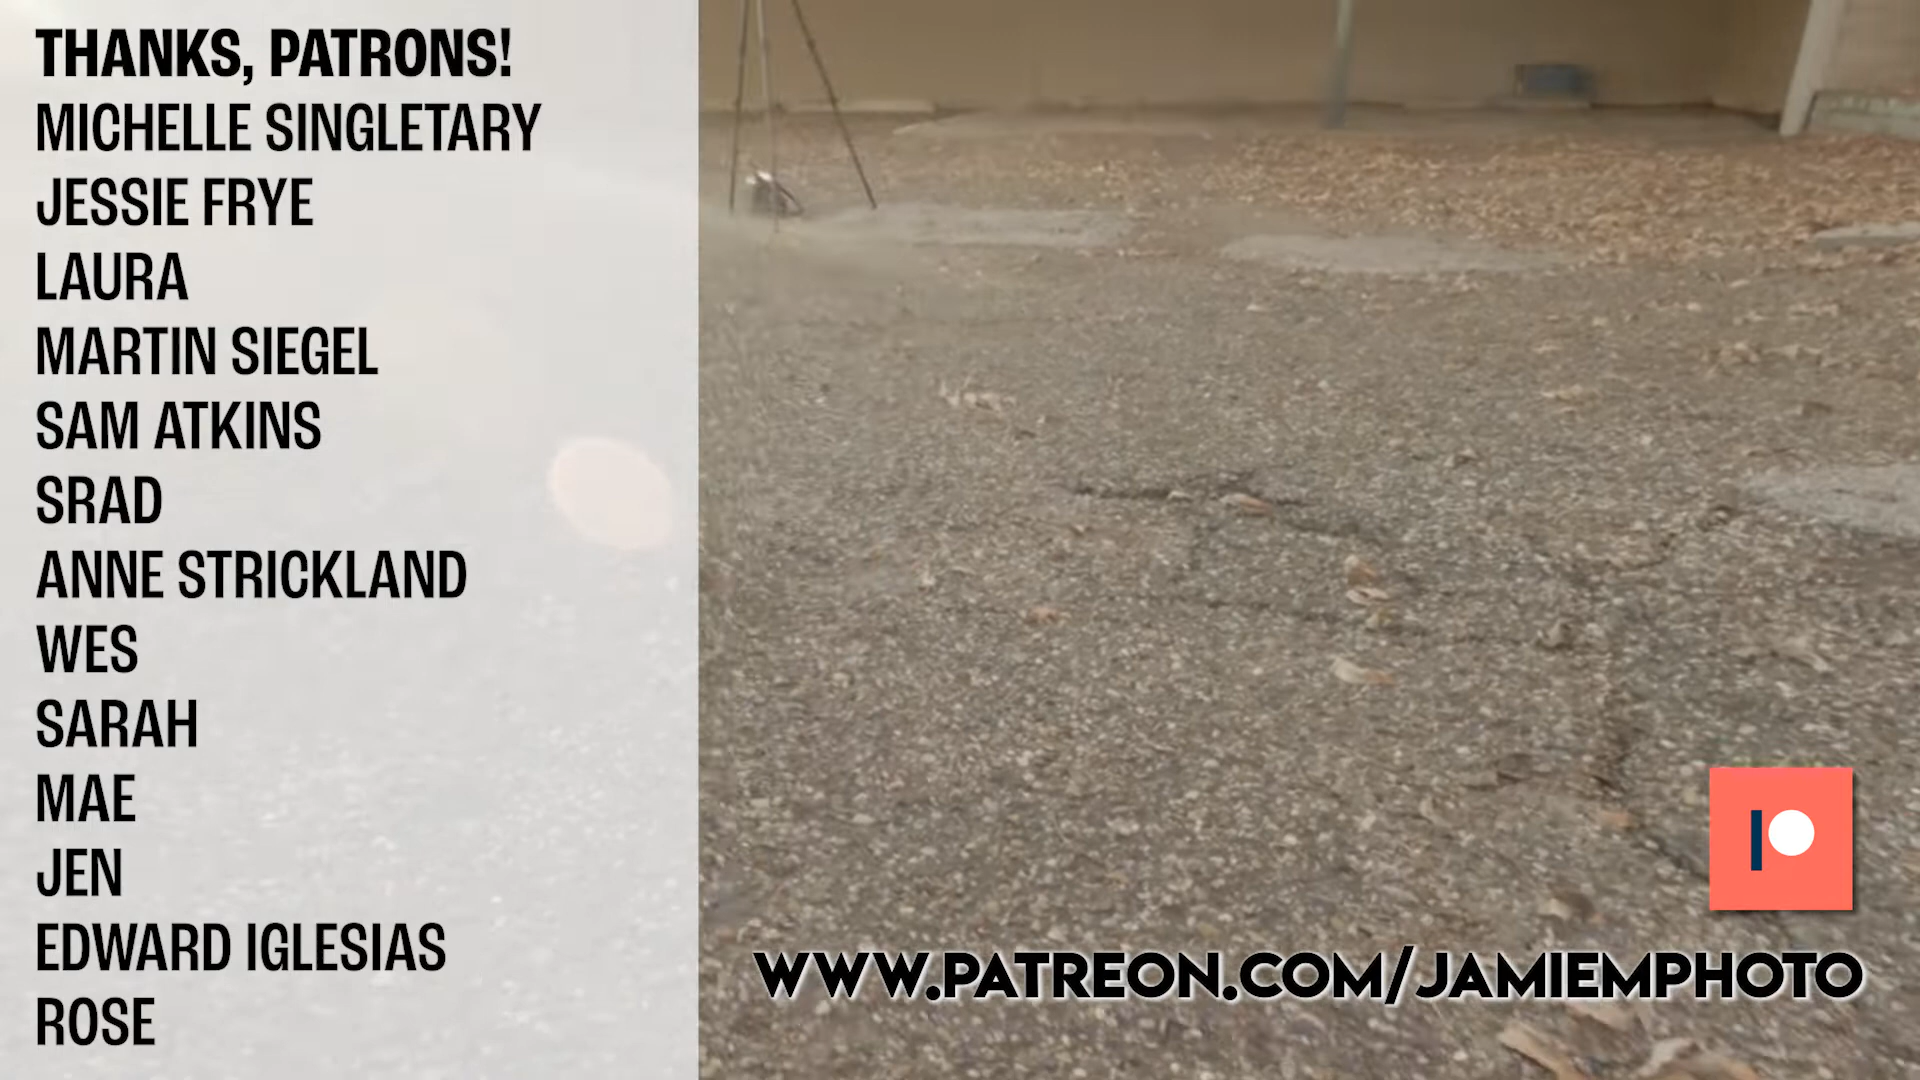 THANKS, PATRONS!
MICHELLE SINGLETARY
JESSIE FRYE
LAURA
MARTIN SIEGEL
SAM ATKINS
SRAD
ANNE STRICKLAND
WES
SARAH
MAE
JEN
EDWARD IGLESIAS
ROSE
WWW.PATREON.COM/JAMIEMPHOTO